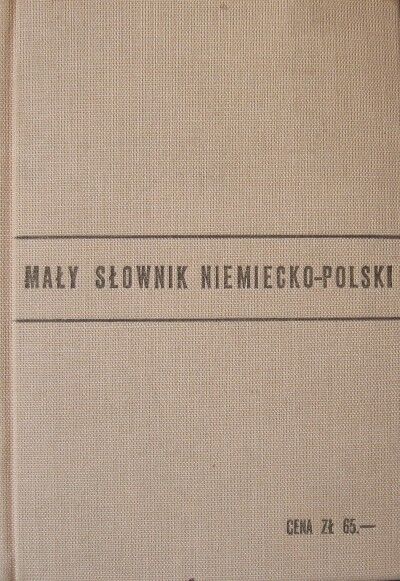 MAŁY SŁOWNIK NIEMIECKO-POLSKI
CENA ZŁ 65.—